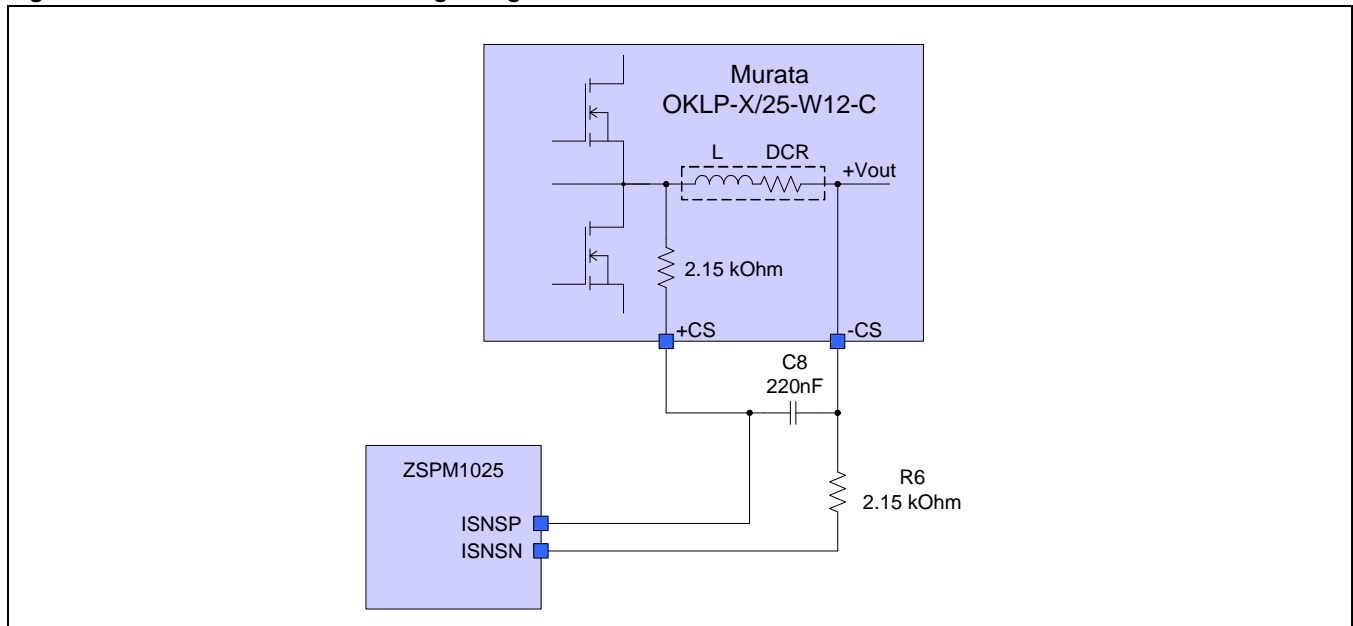 Murata
OKLP-X/25-W12-C
L DCR
+Vout
2.15 kOhm
+CS
-CS
C8
220nF
ZSPM1025
R6
2.15 kOhm
ISNSP
ISNSN